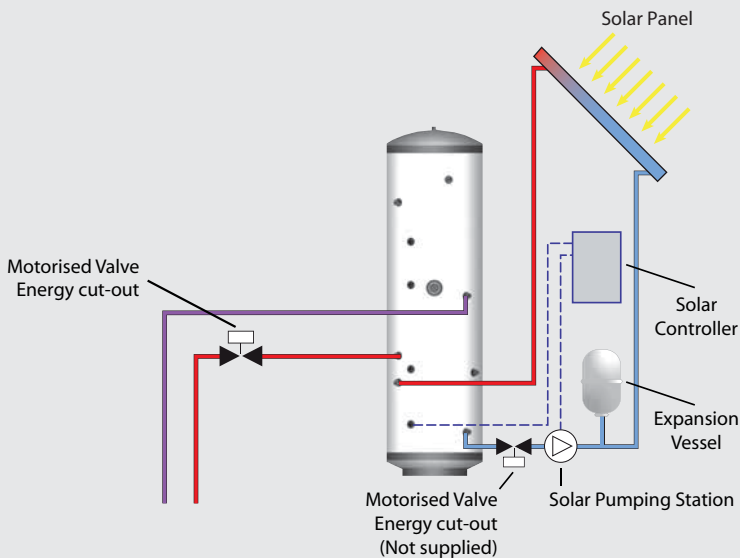 Solar Panel
Motorised Valve
Energy cut-out
Solar
Controller
Expansion
Vessel
Motorised Valve
Energy cut-out
(Not supplied)
Solar Pumping Station